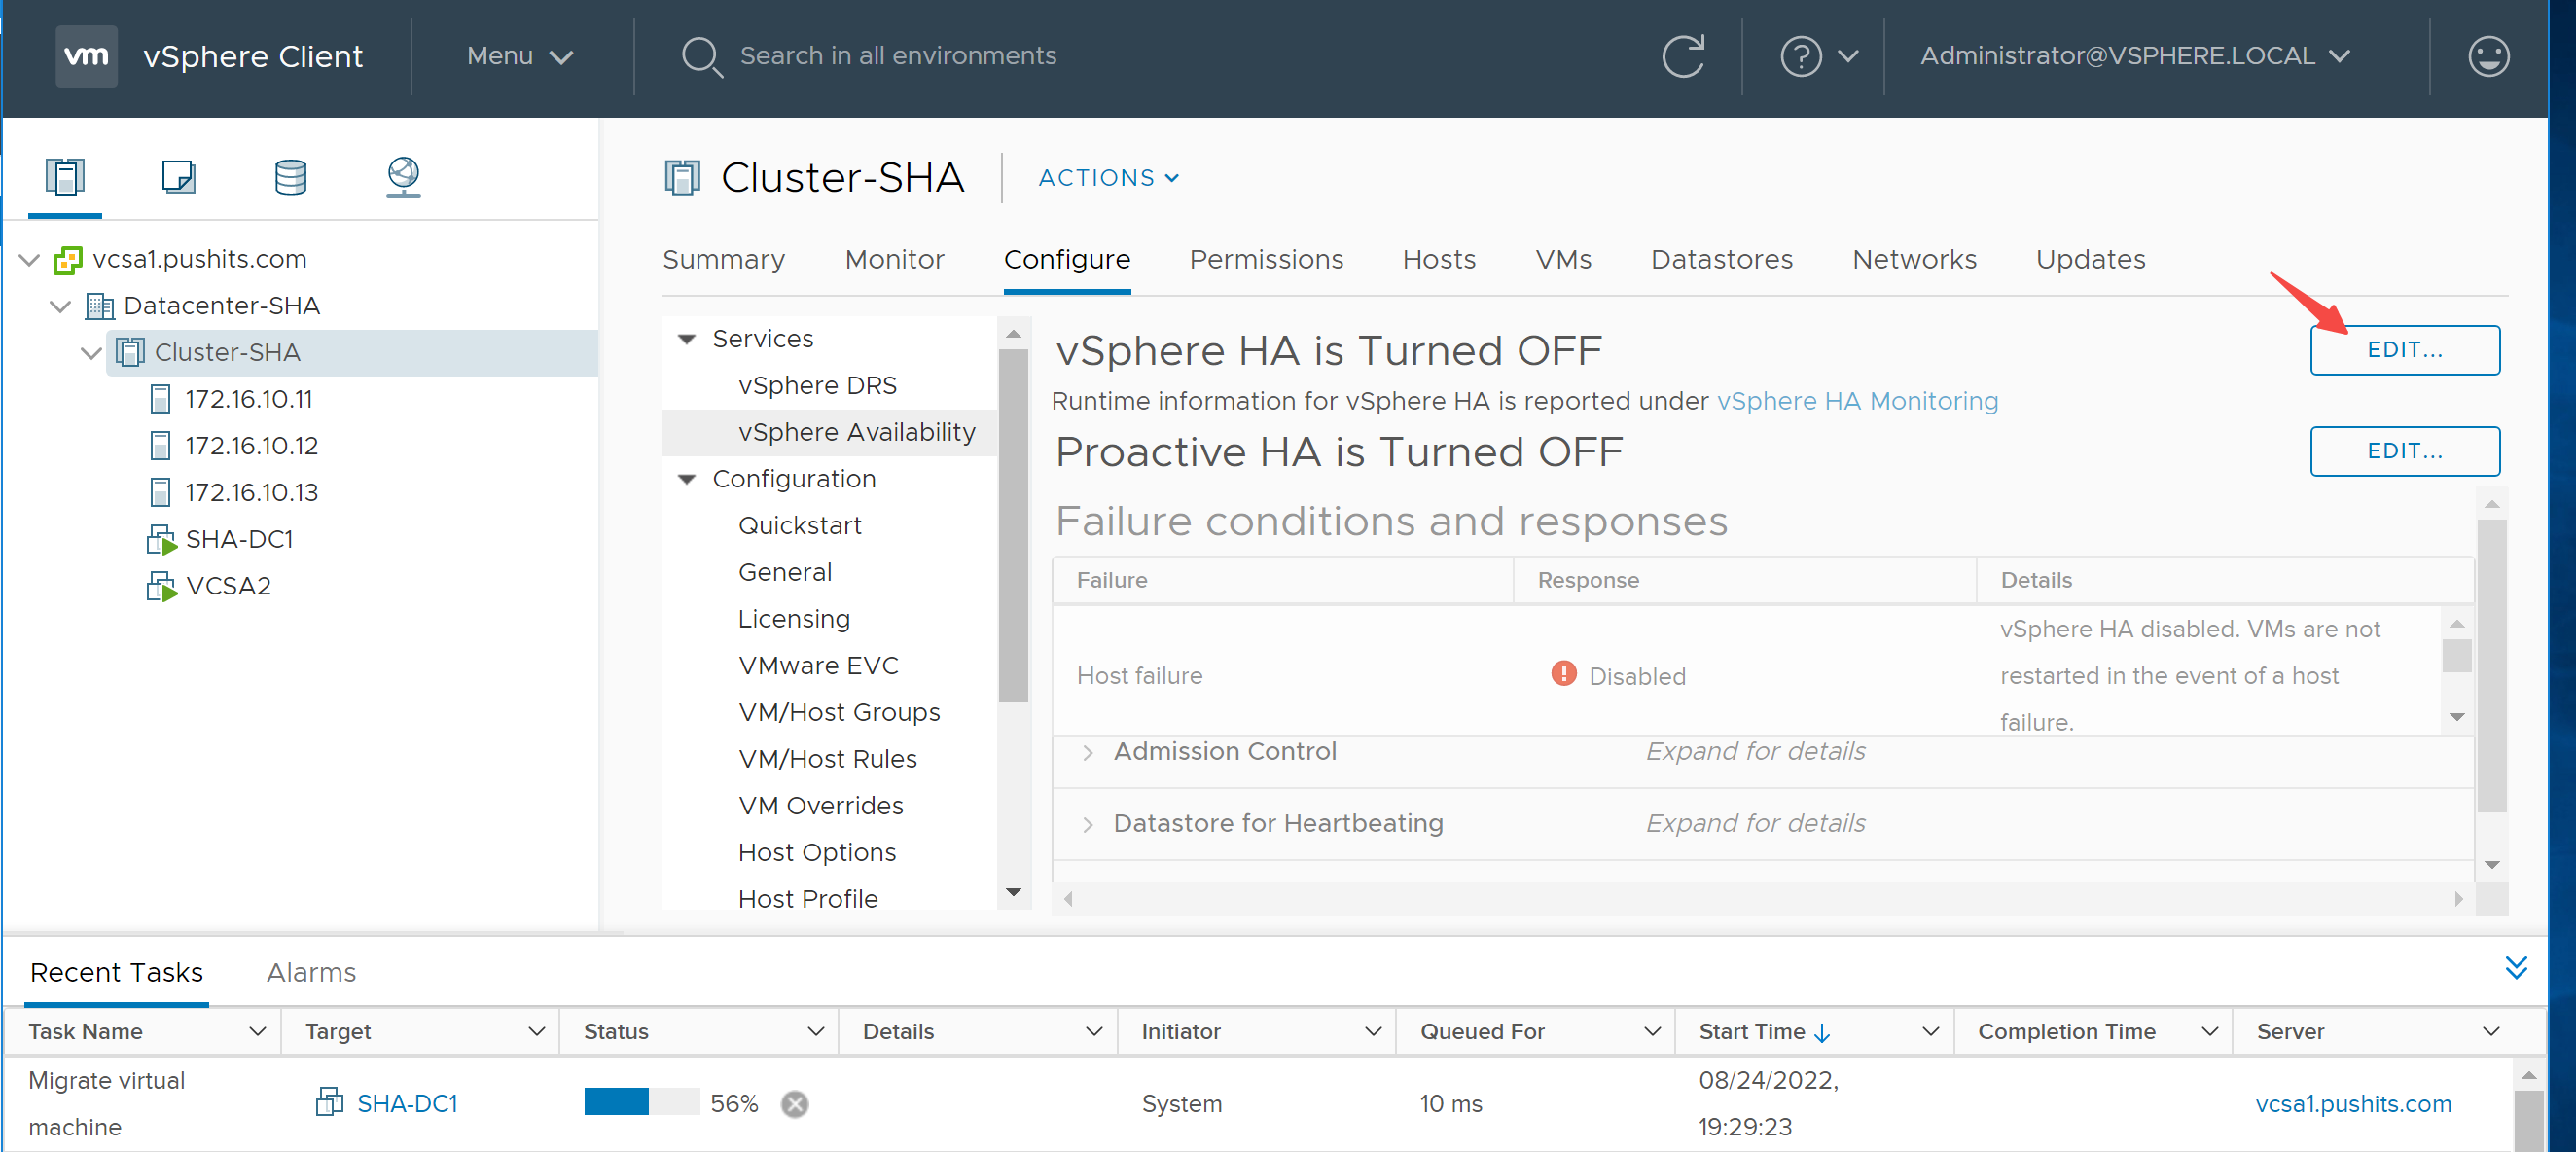 vm vSphere Client Menu Search in all environments ? Administrator@VSPHERE.LOCAL
Cluster-SHA ACTIONS
Summary Monitor Configure Permissions Hosts VMs Datastores Networks Updates
vcsa1.pushits.com
Datacenter-SHA
Cluster-SHA
172.16.10.11
172.16.10.12
172.16.10.13
SHA-DC1
VCSA2
Services
vSphere DRS
vSphere Availability
Configuration
Quickstart
General
Licensing
VMware EVC
VM/Host Groups
VM/Host Rules
VM Overrides
Host Options
Host Profile
vSphere HA is Turned OFF EDIT...
Runtime information for vSphere HA is reported under vSphere HA Monitoring
Proactive HA is Turned OFF EDIT...
Failure conditions and responses
Failure Response Details
Host failure ! Disabled
vSphere HA disabled. VMs are not
restarted in the event of a host
failure.
Admission Control Expand for details
Datastore for Heartbeating Expand for details
Recent Tasks Alarms
Task Name Target Status Details Initiator Queued For Start Time Completion Time Server
Migrate virtual
machine
SHA-DC1 56% System 10 ms
08/24/2022,
19:29:23
vcsa1.pushits.com